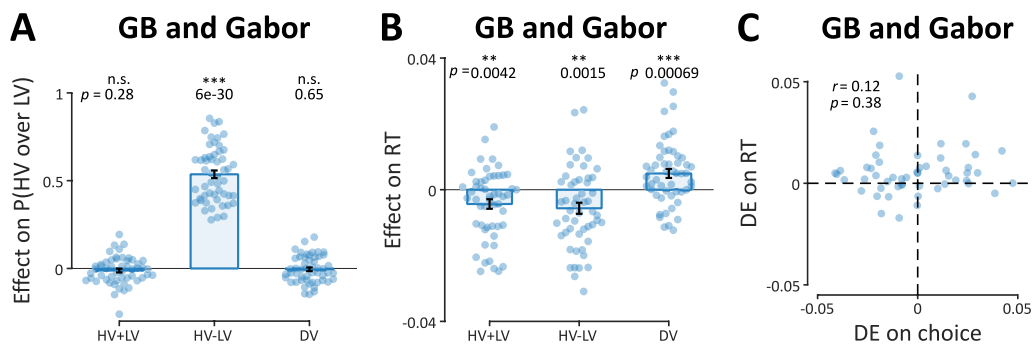 A GB and Gabor
n.s. *** n.s.
p = 0.28 6e-30 0.65
Effect on P(HV over LV)
1
0.5
0
HV+LV HV-LV DV
B GB and Gabor
0.04
** ** ***
p =0.0042 0.0015 p 0.00069
Effect on RT
0
-0.04
HV+LV HV-LV DV
C GB and Gabor
0.05
r = 0.12
p = 0.38
DE on RT
0
-0.05
-0.05 0 0.05
DE on choice